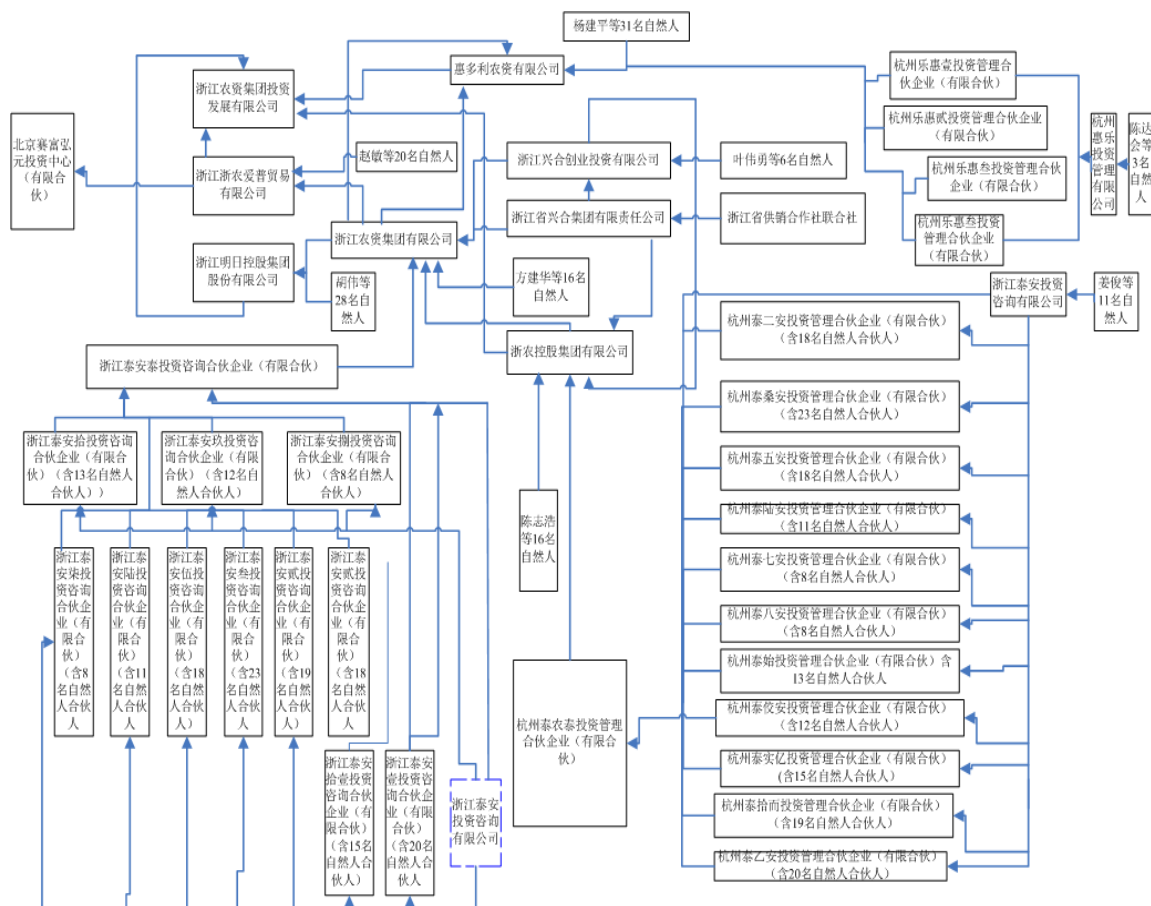 杨建平等31名自然人
惠多利农资有限公司
浙江农资集团投资
发展有限公司
北京赛富弘
元投资中心
（有限合
伙）
赵敏等20名自然人
浙江浙农爱普贸易
有限公司
浙江兴合创业投资有限公司
叶伟勇等6名自然人
浙江省兴合集团有限责任公司
浙江省供销合作社联合社
浙江农资集团有限公司
浙江明日控股集团
股份有限公司
胡伟等
28名自
然人
方建华等16名
自然人
浙农控股集团有限公司
杭州乐惠壹投资管理合
伙企业（有限合伙）
杭州乐惠贰投资管理合伙企业
（有限合伙）
杭州乐惠叁投资管理合伙企
业（有限合伙）
杭州乐惠叁投资
管理合伙企业
（有限合伙）
杭州
惠乐
投资
管理
有限
公司
陈达
会等
3名
自然
人
浙江泰安投资
咨询有限公司
姜俊等
11名自
然人
杭州泰二安投资管理合伙企业（有限合伙）
（含18名自然人合伙人）
杭州泰桑安投资管理合伙企业（有限合伙）
（含23名自然人合伙人）
杭州泰五安投资管理合伙企业（有限合伙）
（含18名自然人合伙人）
杭州泰陆安投资管理合伙企业（有限合伙）
（含11名自然人合伙人）
杭州泰七安投资管理合伙企业（有限合伙）
（含8名自然人合伙人）
杭州泰八安投资管理合伙企业（有限合伙）
（含8名自然人合伙人）
杭州泰始投资管理合伙企业（有限合伙）含
13名自然人合伙人
杭州泰佼安投资管理合伙企业（有限合伙）
（含12名自然人合伙人）
杭州泰实亿投资管理合伙企业（有限合伙）
(含15名自然人合伙人）
杭州泰拾而投资管理合伙企业（有限合伙）
（含19名自然人合伙人）
杭州泰乙安投资管理合伙企业（有限合伙）
（含20名自然人合伙人）
浙江泰安泰投资咨询合伙企业（有限合伙）
浙江泰安拾投资咨询
合伙企业（有限合
伙）（含13名自然人
合伙人））
浙江泰安玖投资咨
询合伙企业（有限
合伙）（含12名自
然人合伙人）
浙江泰安捌投资咨询
合伙企业（有限合
伙）（含8名自然人
合伙人）
陈志浩
等16名
自然人
浙江泰
安柒投
资咨询
合伙企
业（有
限合
伙）
（含8
名自然
人合伙
人
浙江泰
安陆投
资咨询
合伙企
业（有
限合
伙）
（含11
名自然
人合伙
人）
浙江泰
安伍投
资咨询
合伙企
业（有
限合
伙）
（含18
名自然
人合伙
人）
浙江泰
安叁投
资咨询
合伙企
业（有
限合
伙）
（含23
名自然
人合伙
人）
浙江泰
安贰投
资咨询
合伙企
业（有
限合
伙）
（含19
名自然
人合伙
人）
浙江泰
安贰投
资咨询
合伙企
业（有
限合
伙）
（含18
名自然
人合伙
人
杭州泰农泰投资管理
合伙企业（有限合
伙）
浙江泰安
拾壹投资
咨询合伙
企业（有
限合伙）
（含15名
自然人合
伙人）
浙江泰安
壹投资咨
询合伙企
业（有限
合伙）
（含20名
自然人合
伙人
浙江泰安
投资咨询
有限公司